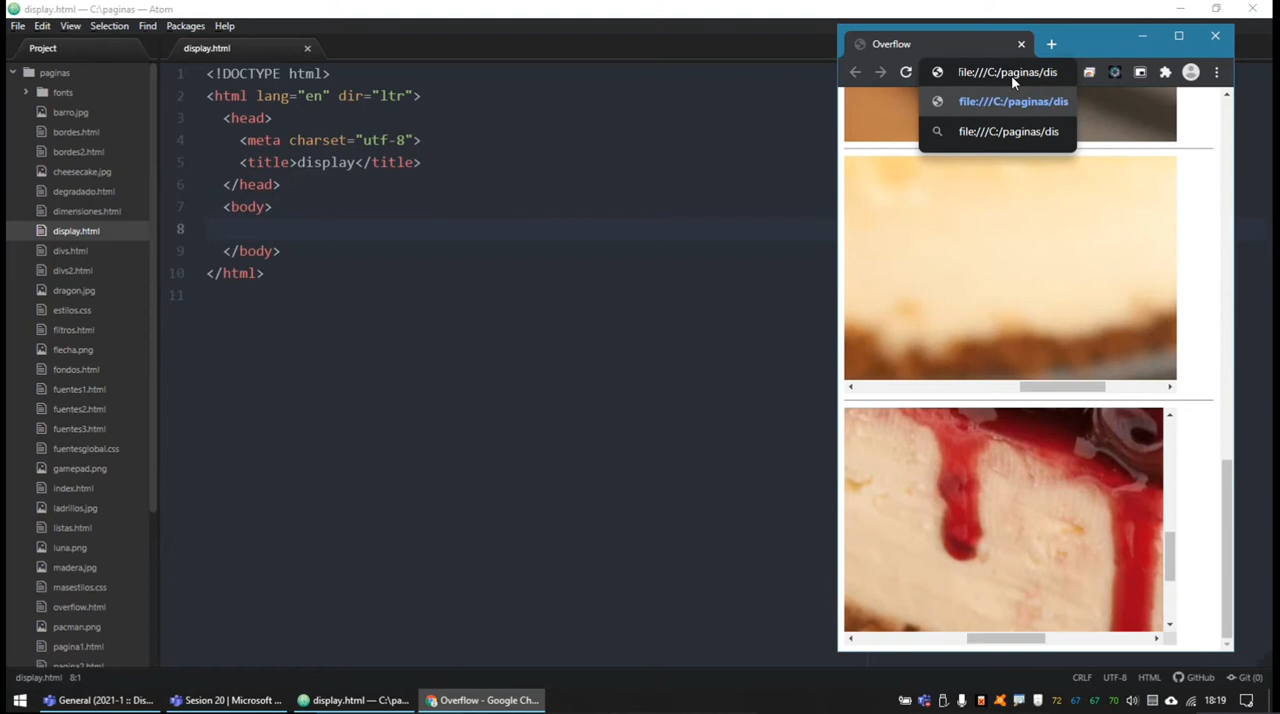 display.html — C:\paginas — Atom
File Edit View Selection Find Packages Help
Project
display.html
paginas
fonts
barro.jpg
bordes.html
bordes2.html
cheesecake.jpg
degradado.html
dimensiones.html
display.html
divs.html
divs2.html
dragon.jpg
estilos.css
filtros.html
flecha.png
fondos.html
fuentes1.html
fuentes2.html
fuentes3.html
fuentesglobal.css
gamepad.png
index.html
ladrillos.jpg
listas.html
luna.png
madera.jpg
masestilos.css
overflow.html
pacman.png
pagina1.html
pagina2.html
1 <!DOCTYPE html>
2 <html lang="en" dir="ltr">
3 <head>
4 <meta charset="utf-8">
5 <title>display</title>
6 </head>
7 <body>
8
9 </body>
10 </html>
11
Overflow
file:///C:/paginas/dis
file:///C:/paginas/dis
file:///C:/paginas/dis
display.html 8:1
CRLF UTF-8 HTML GitHub Git (0)
General (2021-1 :: Dis...
Sesion 20 | Microsoft ...
display.html — C:\pa...
Overflow - Google Ch...
72 67 67 70 18:19